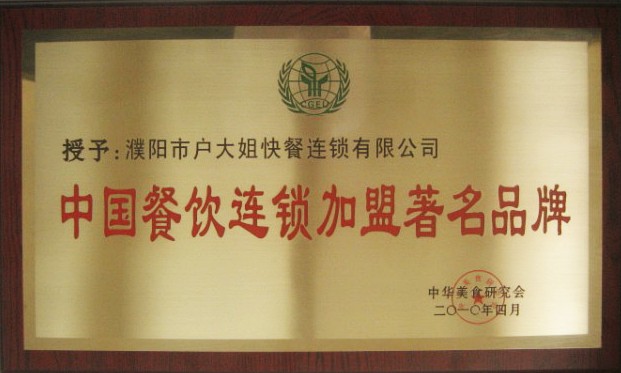 授予：濮阳市户大姐快餐连锁有限公司
中国餐饮连锁加盟著名品牌
中华美食研究会
二〇一〇年四月